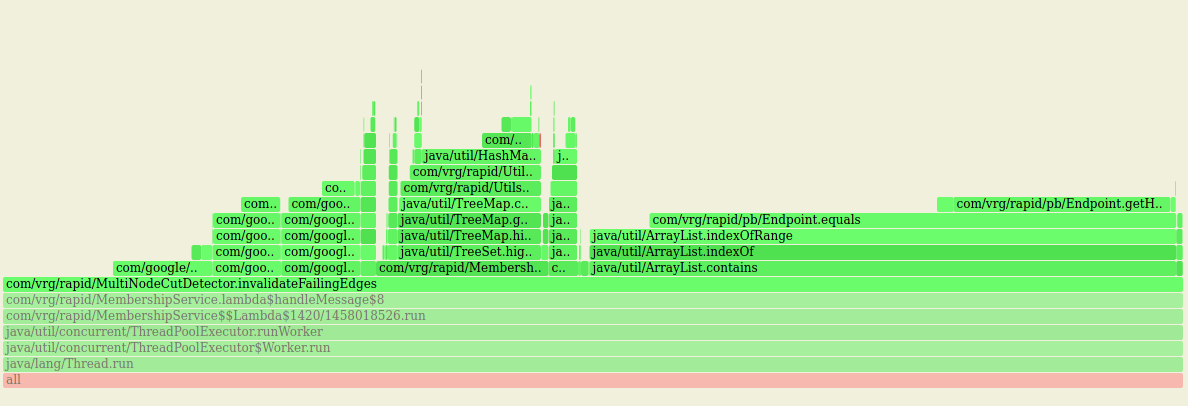 com/..
java/util/HashMa.. j..
com/vrg/rapid/Util..
co.. com/vrg/rapid/Utils..
com.. com/goo.. java/util/TreeMap.c.. ja.. com/vrg/rapid/pb/Endpoint.getH..
com/goo.. com/googl.. java/util/TreeMap.g.. ja.. com/vrg/rapid/pb/Endpoint.equals
com/goo.. com/googl.. java/util/TreeMap.hi.. ja.. java/util/ArrayList.indexOfRange
com/goo.. com/googl.. java/util/TreeSet.hig.. ja.. java/util/ArrayList.indexOf
com/google/.. com/goo.. com/googl.. com/vrg/rapid/Membersh.. c.. java/util/ArrayList.contains
com/vrg/rapid/MultiNodeCutDetector.invalidateFailingEdges
com/vrg/rapid/MembershipService.lambda$handleMessage$8
com/vrg/rapid/MembershipService$$Lambda$1420/1458018526.run
java/util/concurrent/ThreadPoolExecutor.runWorker
java/util/concurrent/ThreadPoolExecutor$Worker.run
java/lang/Thread.run
all